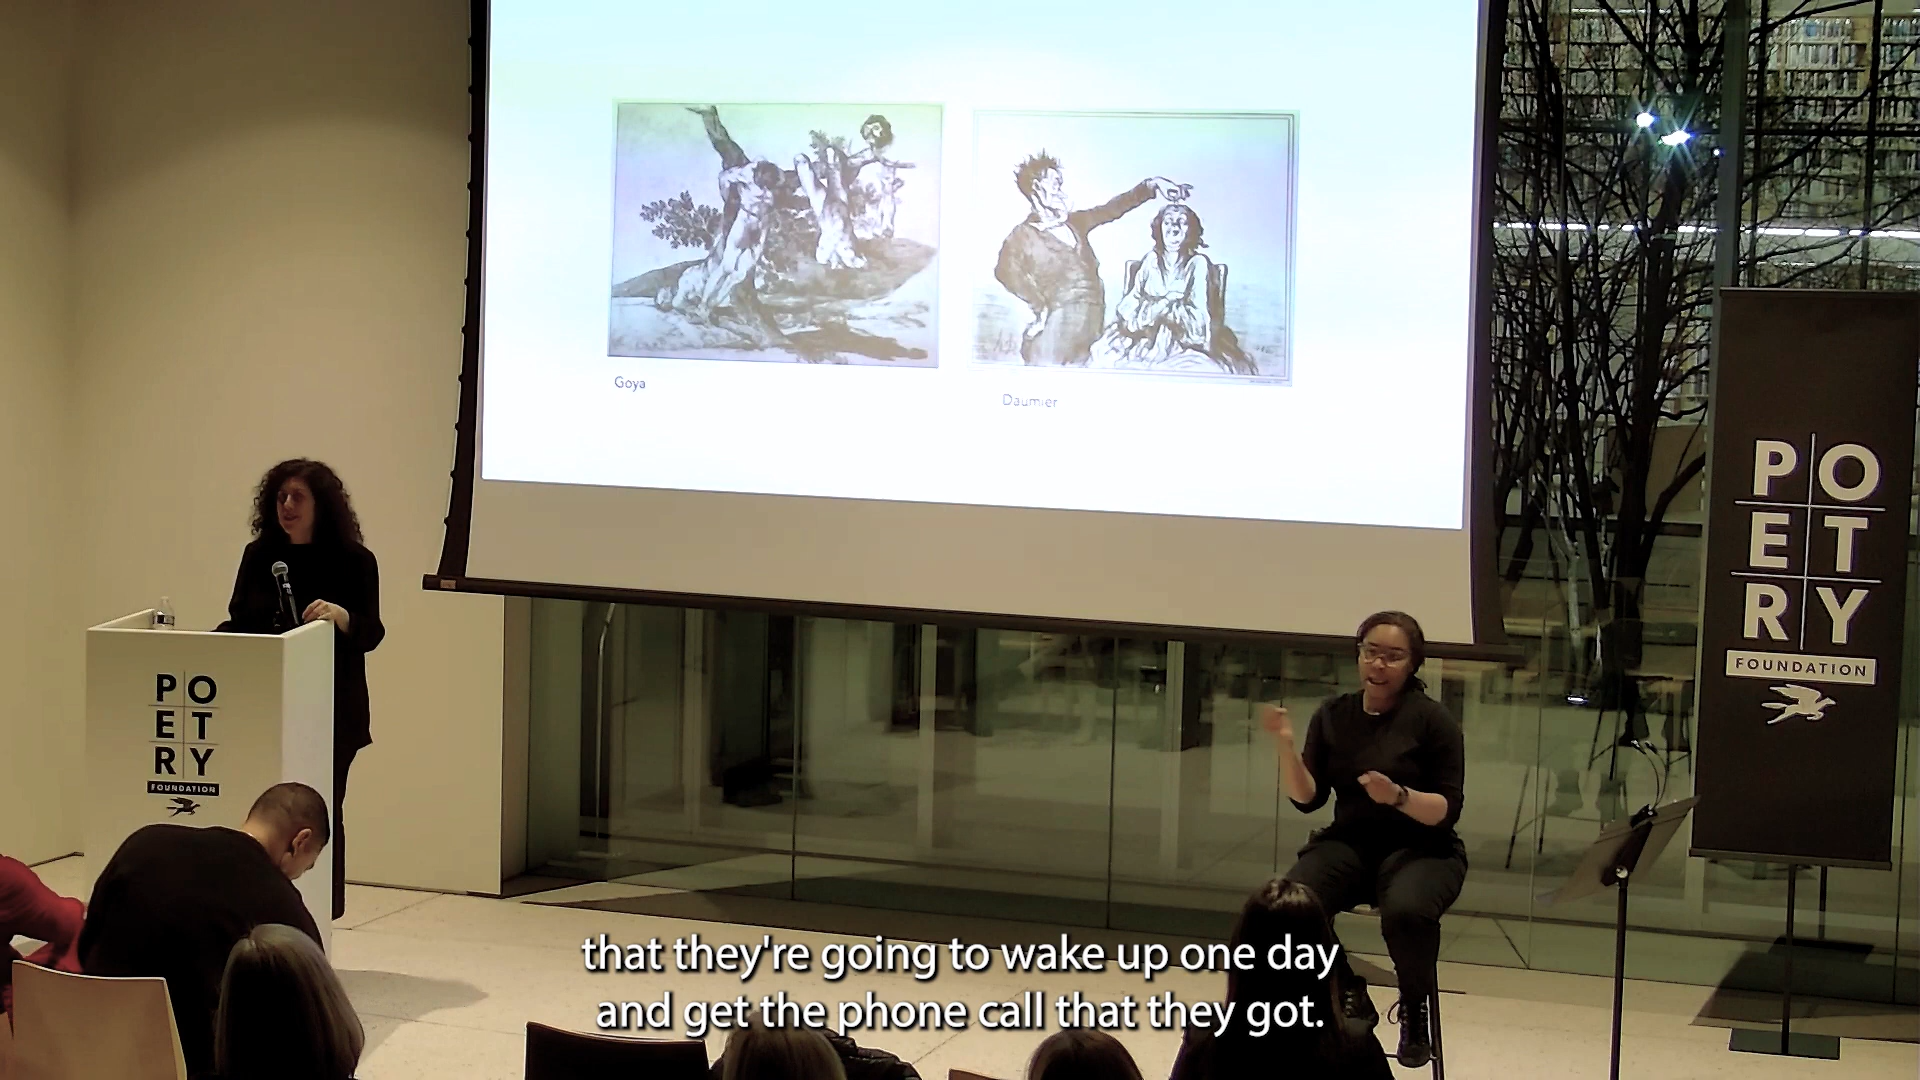 Goya
Daumier
PO
ET
RY
FOUNDATION
PO
ET
RY
FOUNDATION
that they're going to wake up one day
and get the phone call that they got.